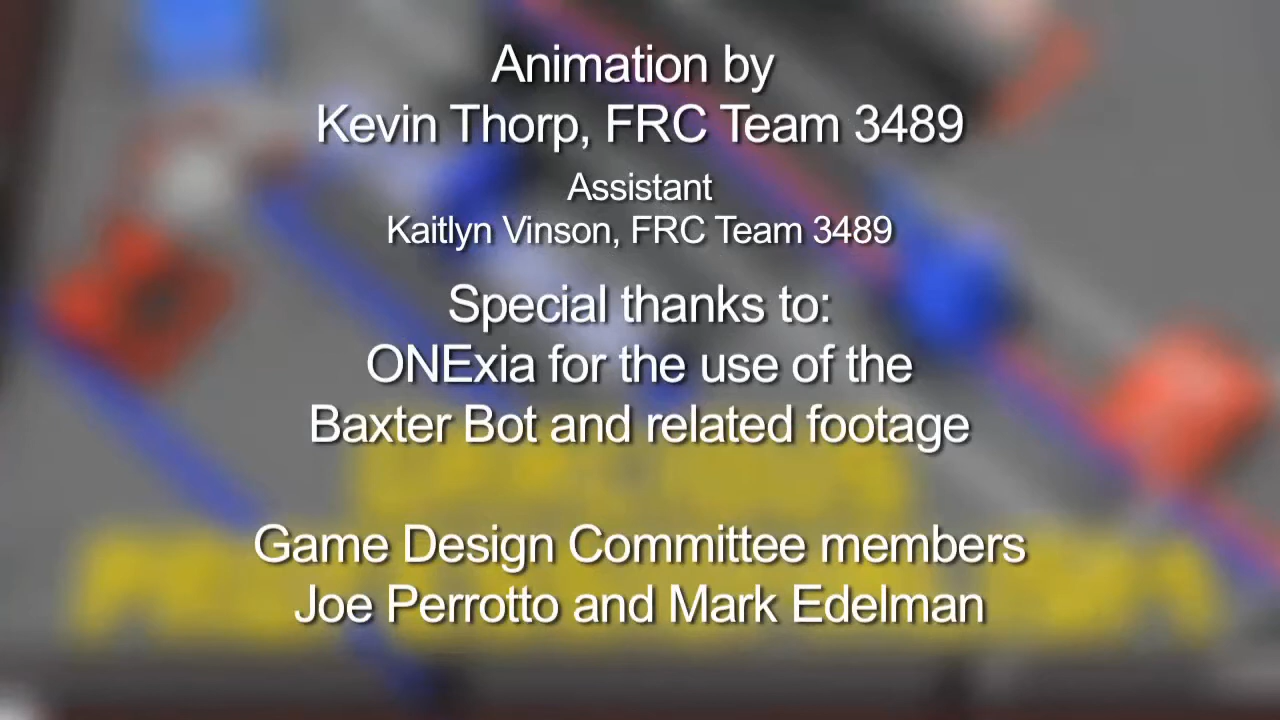 Animation by
Kevin Thorp, FRC Team 3489
Assistant
Kaitlyn Vinson, FRC Team 3489
Special thanks to:
ONExia for the use of the
Baxter Bot and related footage
Game Design Committee members
Joe Perrotto and Mark Edelman